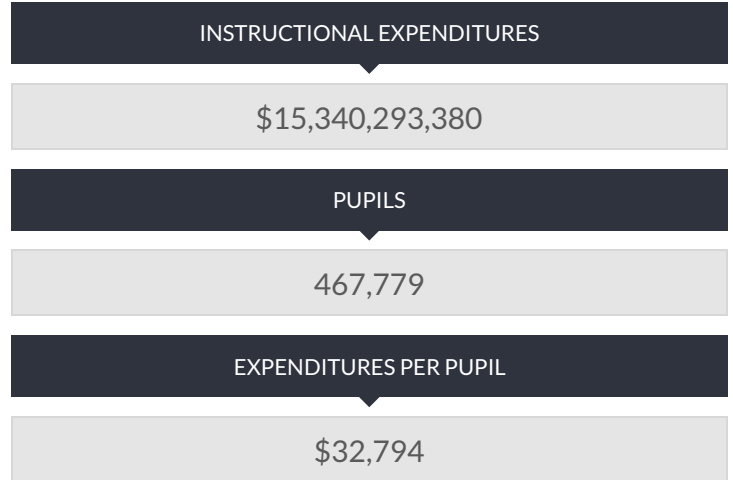 INSTRUCTIONAL EXPENDITURES
$15,340,293,380
PUPILS
467,779
EXPENDITURES PER PUPIL
$32,794